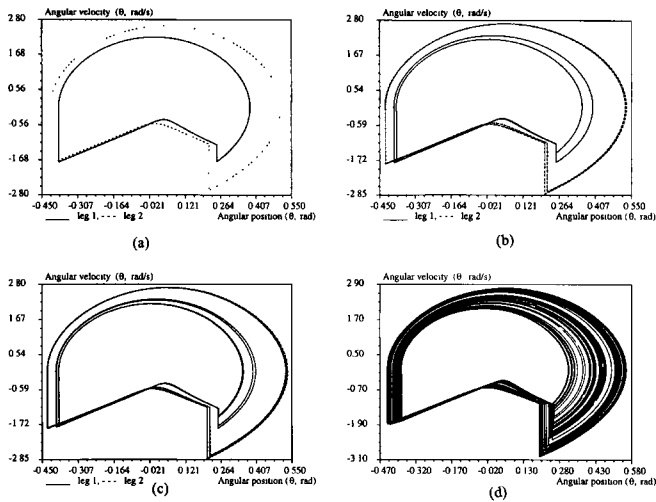 Angular velocity (θ, rad/s)
2.80
1.67
0.54
-0.56
-1.68
-2.80
-0.450 -0.307 -0.164 -0.021 0.121 0.264 0.407 0.550
leg 1, leg 2 Angular position (θ, rad)
(a)
Angular velocity (θ, rad/s)
2.80
1.70
0.56
-0.59
-1.72
-2.85
-0.450 -0.307 -0.164 -0.021 0.121 0.264 0.407 0.550
leg 1, leg 2 Angular position (θ, rad)
(b)
Angular velocity (θ, rad/s)
2 80
1 67
0 54
-0.59
-1.72
-2.85
-0.450 -0.307 -0.164 -0.021 0.121 0.264 0.407 0.550
leg 1, leg 2 Angular position (θ, rad)
(c)
Angular velocity (θ, rad/s)
2 80
1 70
0 50
-0.70
-1.90
-3 10
-0.470 -0.320 -0.170 -0.020 0.130 0.280 0.430 0.580
leg 1, leg 2 Angular position (θ, rad)
(d)